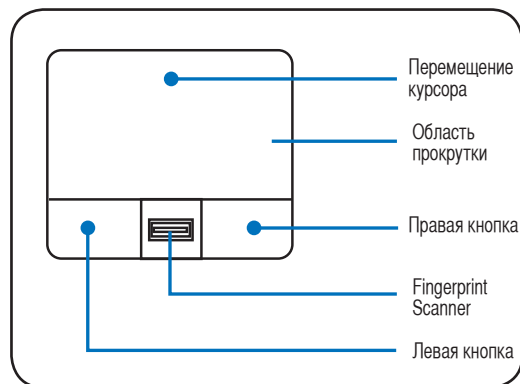 Перемещение
курсора
Область
прокрутки
Правая кнопка
Fingerprint
Scanner
Левая кнопка